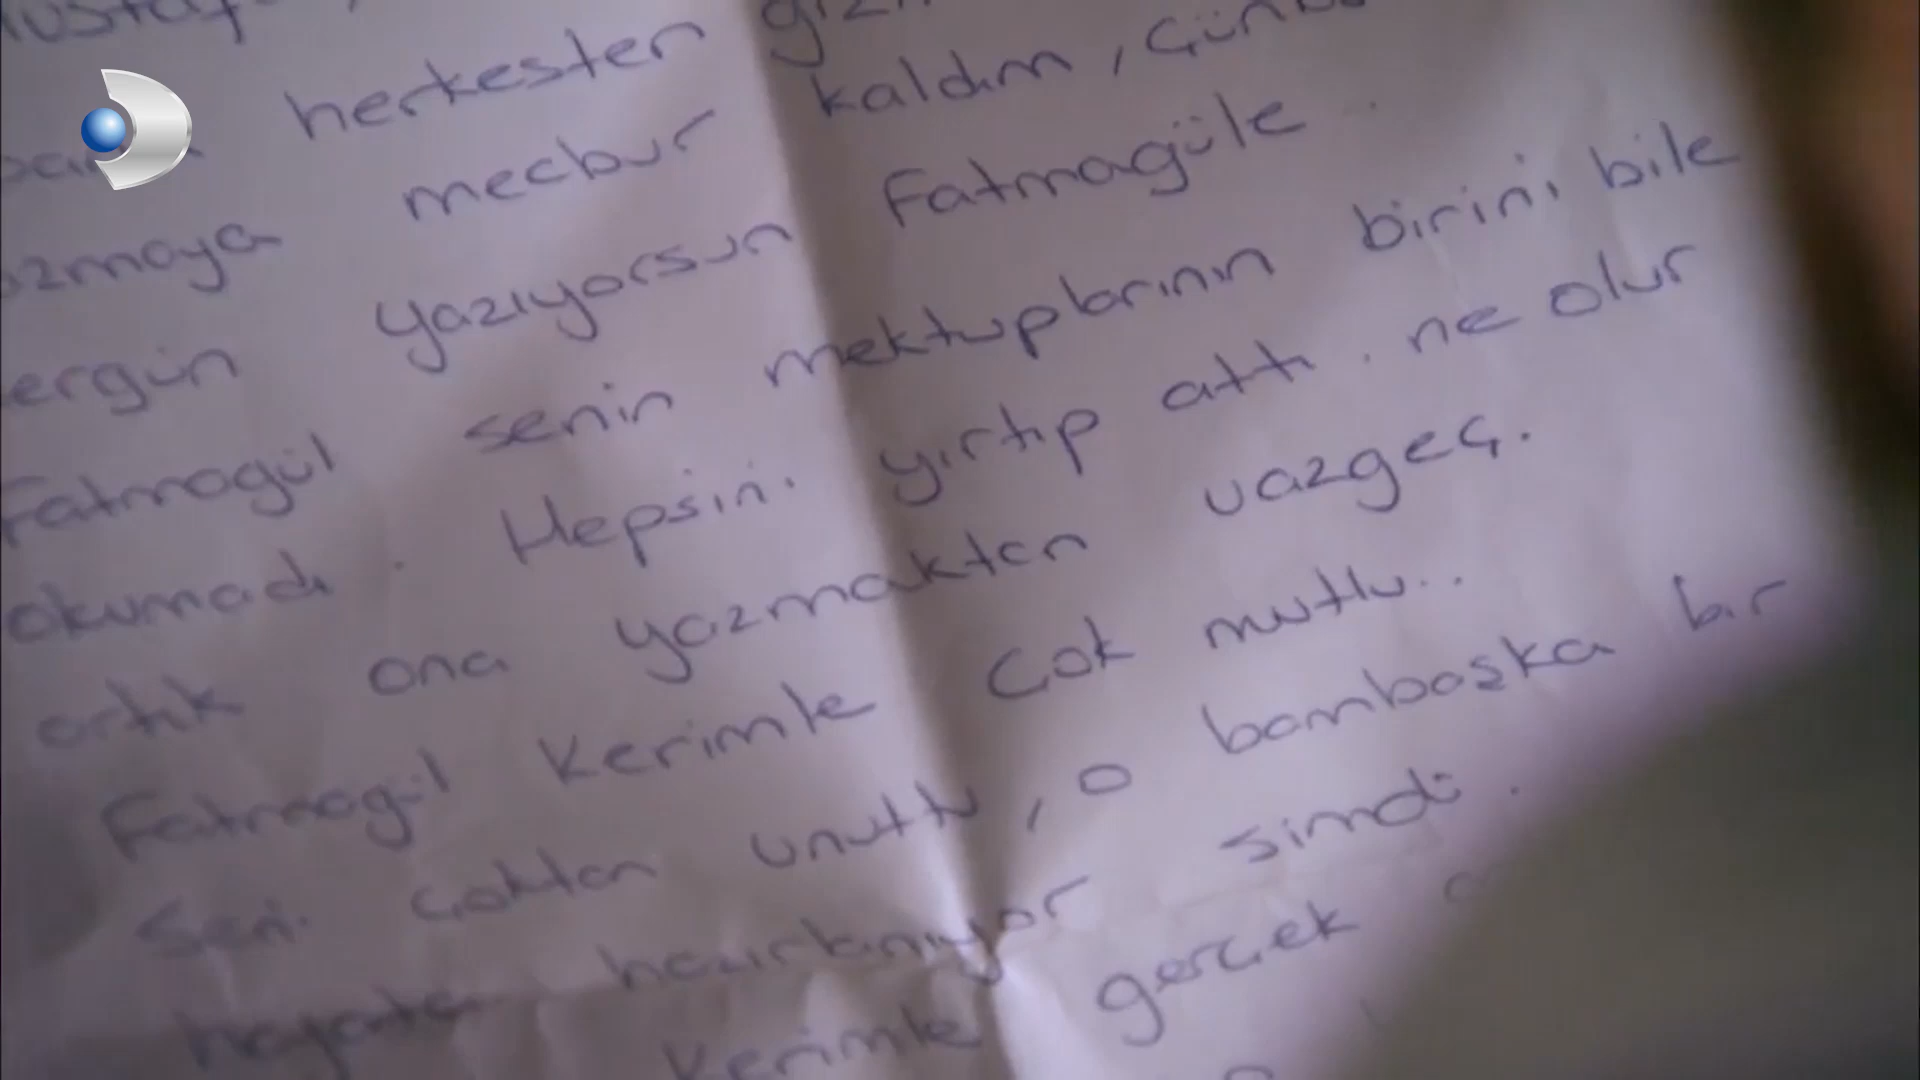 herkesten
mecbur kaldım,
yazıyorsun Fatmagüle..
Fatmagül senin mektuplarının birini bile
okumadı. Hepsini yırtıp attı. ne olur
artık ona yazmaktan vazgeç.
Fatmagül Kerimle Çok mutlu..
Seni çoktan unuttu, o bambaşka bir
hayata hazırlanıyor şimdi.
Kerimle gerçek